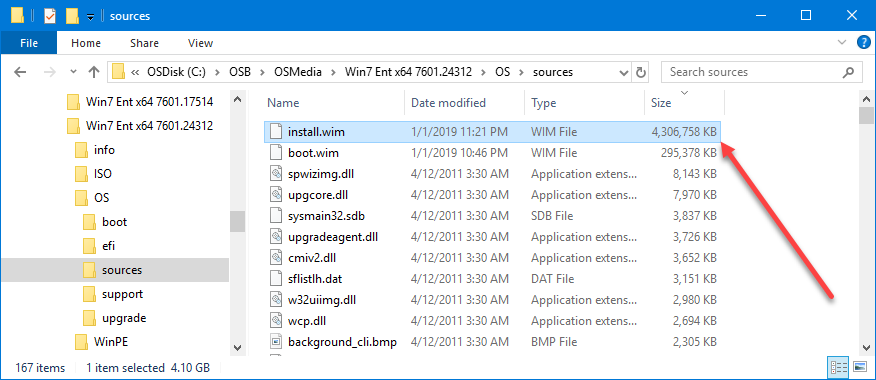 sources
File Home Share View
« OSDisk (C:) > OSB > OSMedia > Win7 Ent x64 7601.24312 > OS > sources
Search sources
Win7 Ent x64 7601.17514
Win7 Ent x64 7601.24312
info
ISO
OS
boot
efi
sources
support
upgrade
WinPE
Name Date modified Type Size
install.wim 1/1/2019 11:21 PM WIM File 4,306,758 KB
boot.wim 1/1/2019 10:46 PM WIM File 295,378 KB
spwizimg.dll 4/12/2011 3:30 AM Application extens... 8,143 KB
upgcore.dll 4/12/2011 3:30 AM Application extens... 7,970 KB
sysmain32.sdb 4/12/2011 3:30 AM SDB File 3,837 KB
upgradeagent.dll 4/12/2011 3:30 AM Application extens... 3,726 KB
cmiv2.dll 4/12/2011 3:30 AM Application extens... 3,652 KB
sflistlh.dat 4/12/2011 3:30 AM DAT File 3,151 KB
w32uiimg.dll 4/12/2011 3:30 AM Application extens... 2,980 KB
wcp.dll 4/12/2011 3:30 AM Application extens... 2,694 KB
background_cli.bmp 4/12/2011 3:30 AM BMP File 2,305 KB
167 items 1 item selected 4.10 GB